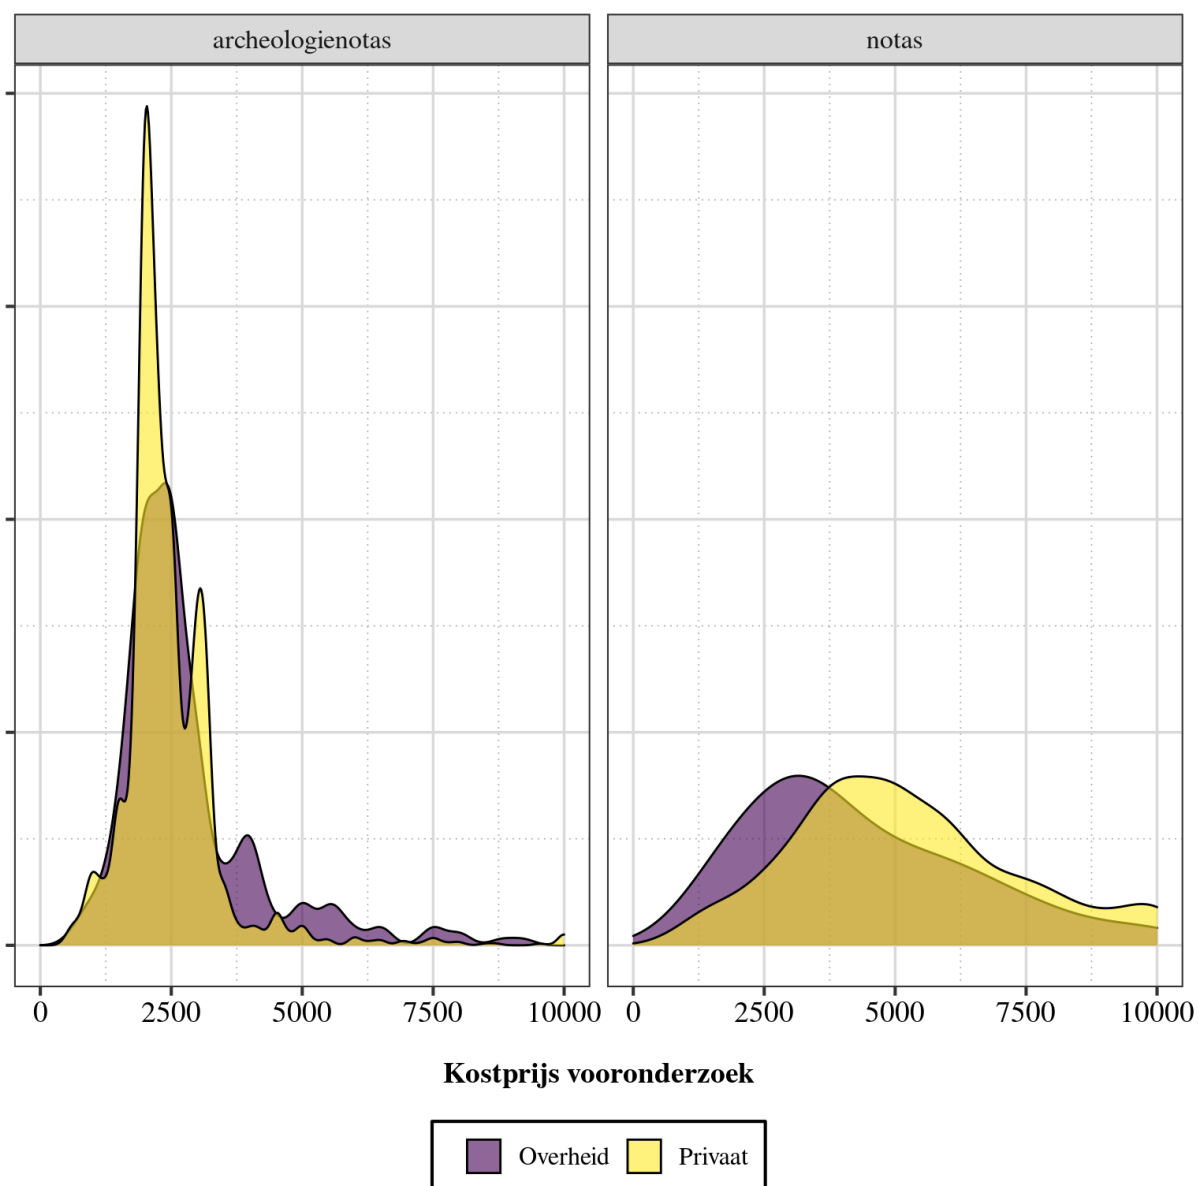 archeologienotas
notas
0 2500 5000 7500 10000 0 2500 5000 7500 10000
Kostprijs vooronderzoek
Overheid Privaat